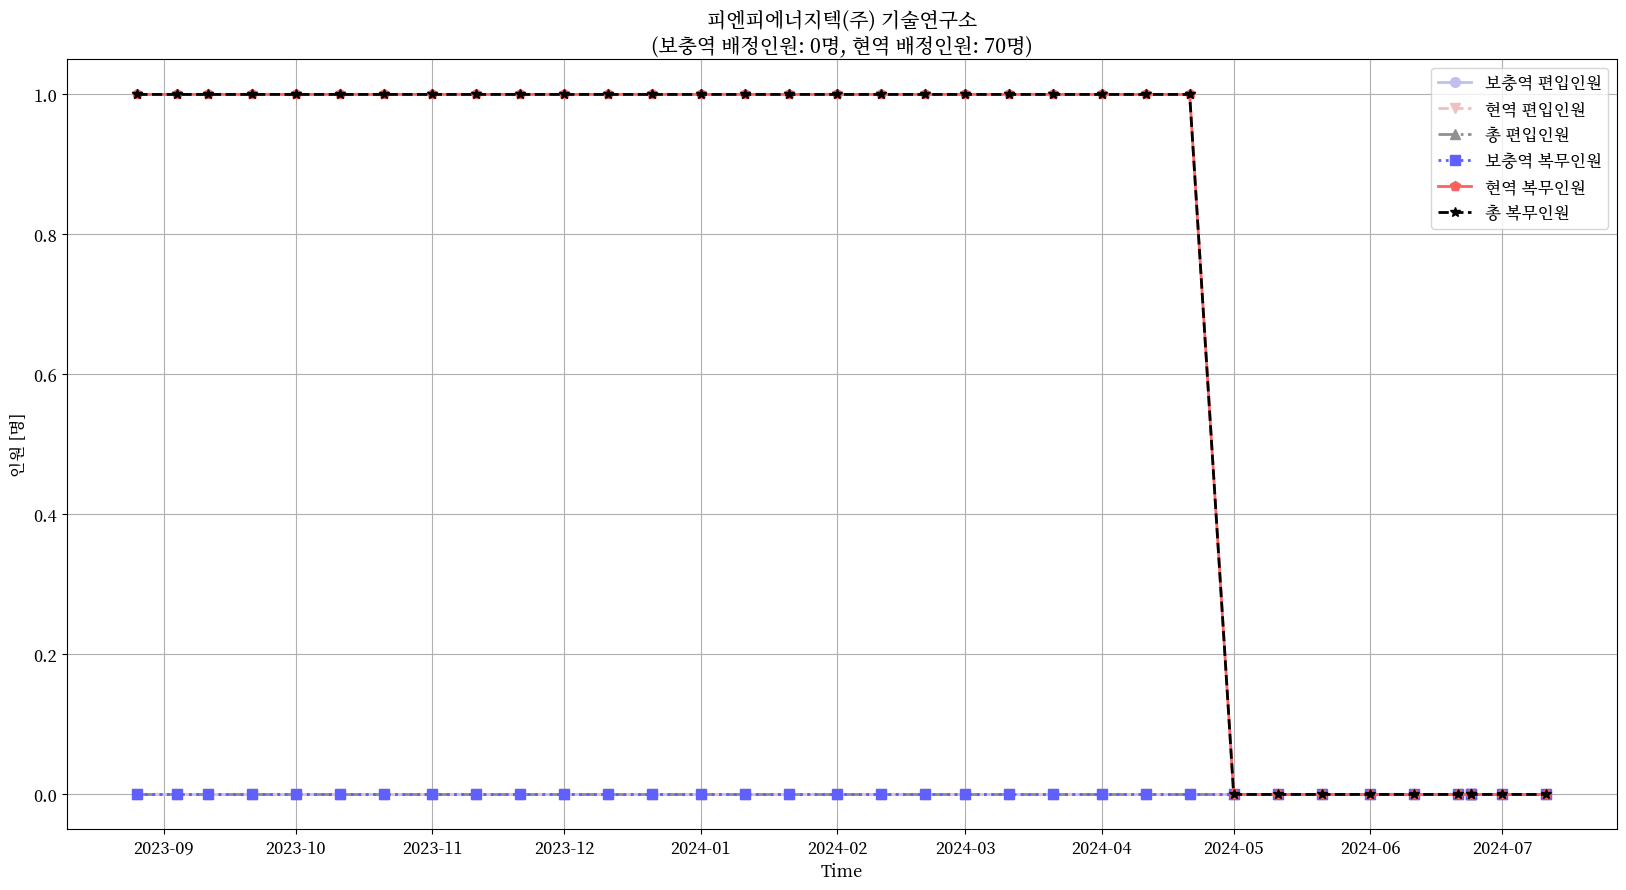 피엔피에너지텍(주) 기술연구소
(보충역 배정인원: 0명, 현역 배정인원: 70명)
보충역 편입인원
현역 편입인원
총 편입인원
보충역 복무인원
현역 복무인원
총 복무인원
인원 [명]
1.0
0.8
0.6
0.4
0.2
0.0
2023-09 2023-10 2023-11 2023-12 2024-01 2024-02 2024-03 2024-04 2024-05 2024-06 2024-07
Time